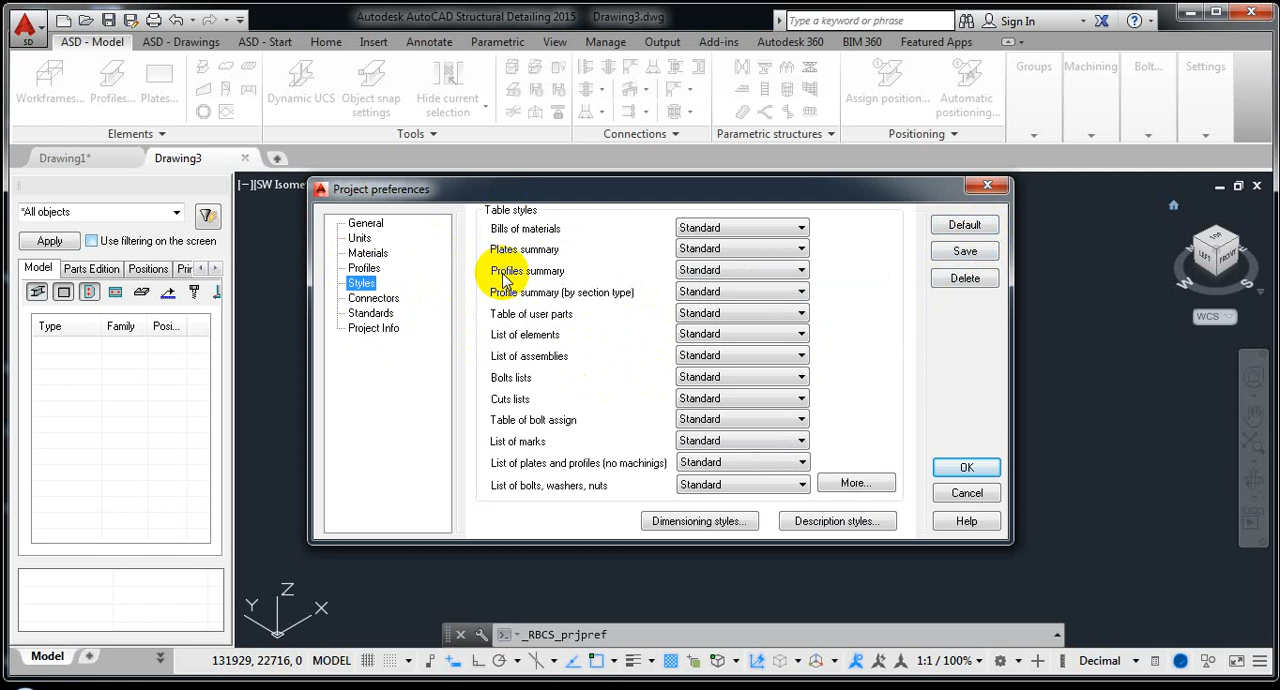 Autodesk AutoCAD Structural Detailing 2015 Drawing3.dwg
Type a keyword or phrase
Sign In
SD
ASD - Model
ASD - Drawings
ASD - Start
Home
Insert
Annotate
Parametric
View
Manage
Output
Add-ins
Autodesk 360
BIM 360
Featured Apps
Workframes...
Profiles...
Plates...
Dynamic UCS
Object snap
settings
Hide current
selection
Assign position...
Automatic
positioning...
Groups
Machining
Bolt...
Settings
Elements
Tools
Connections
Parametric structures
Positioning
Drawing1*
Drawing3
[−][SW Isome
*All objects
Apply
Use filtering on the screen
Model
Parts Edition
Positions
Prir
Type
Family
Posi...
Project preferences
General
Units
Materials
Profiles
Styles
Connectors
Standards
Project Info
Table styles
Bills of materials Standard
Plates summary Standard
Profiles summary Standard
Profile summary (by section type) Standard
Table of user parts Standard
List of elements Standard
List of assemblies Standard
Bolts lists Standard
Cuts lists Standard
Table of bolt assign Standard
List of marks Standard
List of plates and profiles (no machinigs) Standard
List of bolts, washers, nuts Standard
More...
Dimensioning styles...
Description styles...
Default
Save
Delete
OK
Cancel
Help
TOP
LEFT
FRONT
W
S
WCS
Z
Y
X
_RBCS_prjpref
Model
131929, 22716, 0 MODEL
1:1 / 100%
Decimal